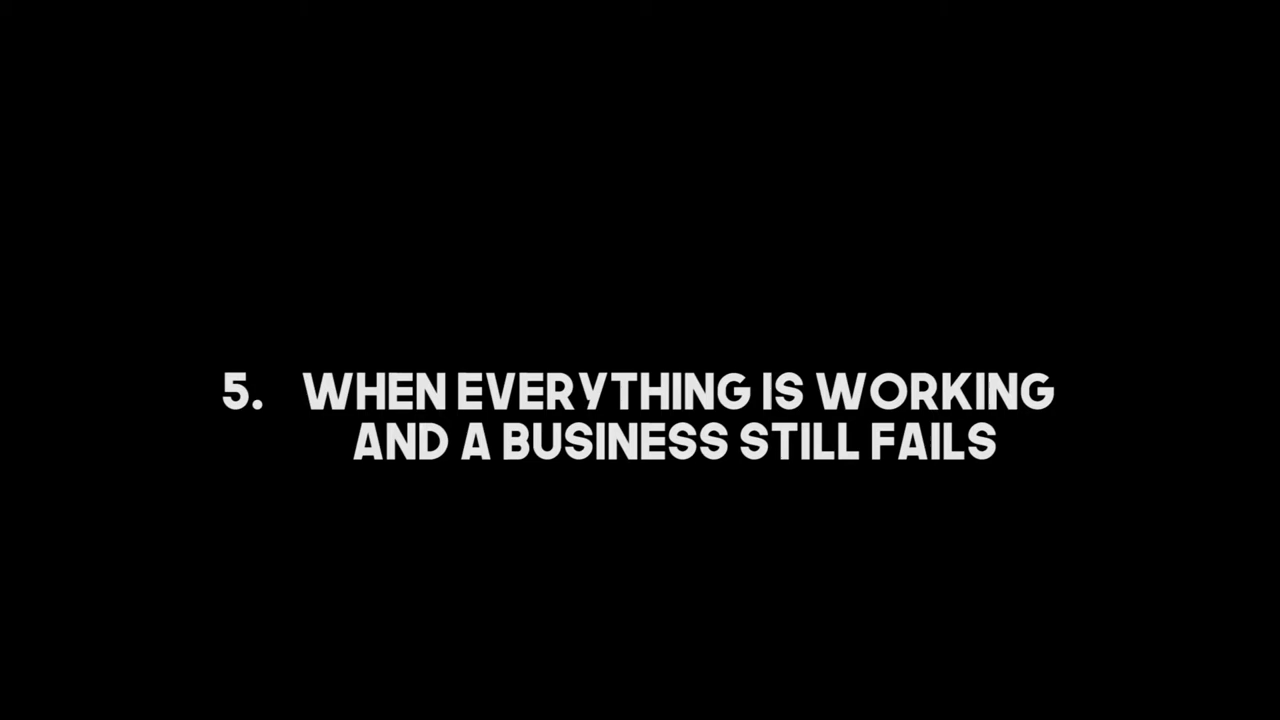 5. WHEN EVERYTHING IS WORKING
AND A BUSINESS STILL FAILS